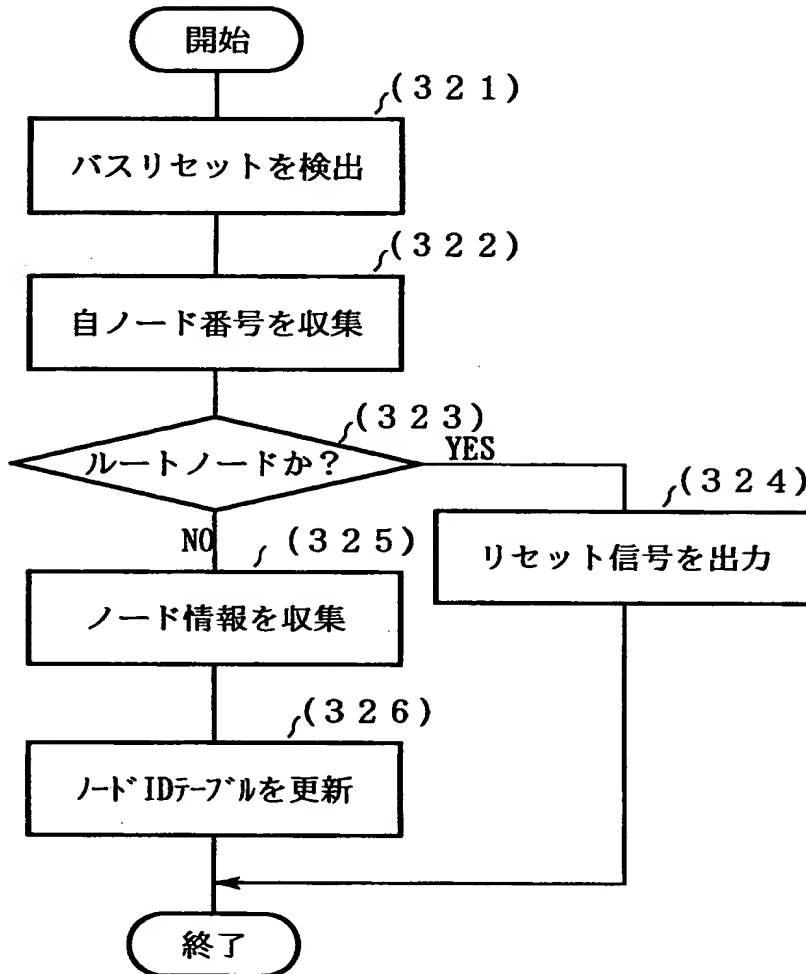 開始
(321)
バスリセットを検出
(322)
自ノード番号を収集
(323)
ルートノードか?
YES
(324)
リセット信号を出力
NO
(325)
ノード情報を収集
(326)
ノードIDテーブルを更新
終了